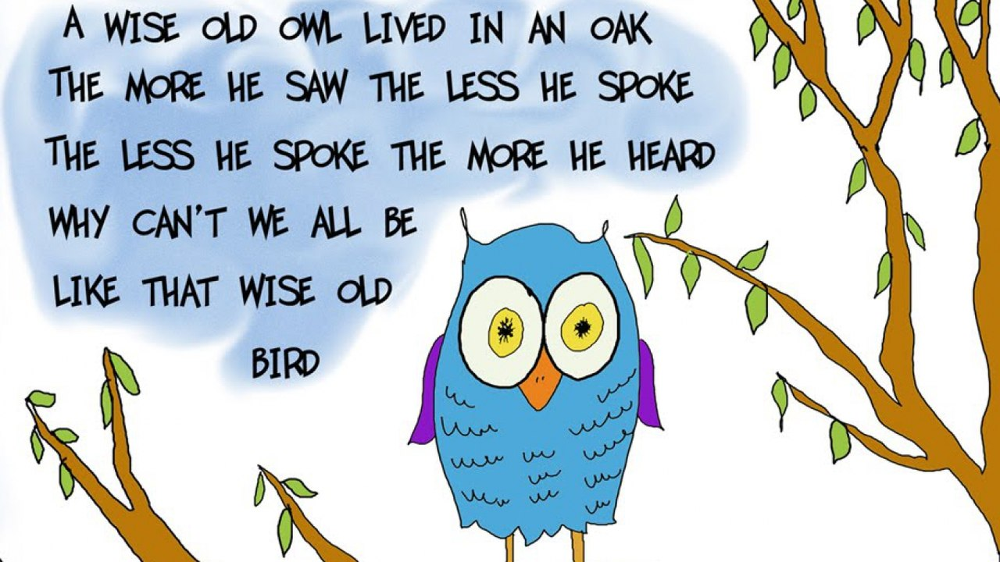 A WISE OLD OWL LIVED IN AN OAK
THE MORE HE SAW THE LESS HE SPOKE
THE LESS HE SPOKE THE MORE HE HEARD
WHY CAN'T WE ALL BE
LIKE THAT WISE OLD
BIRD